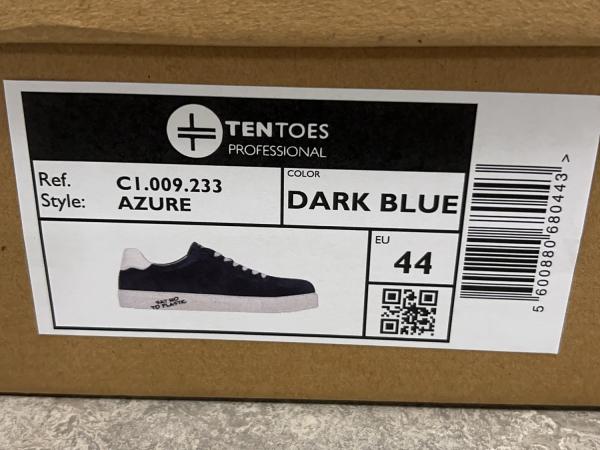 TENTOES
PROFESSIONAL
Ref. C1.009.233
Style: AZURE
COLOR
DARK BLUE
EU
44
SAY NO
TO PLASTIC
5 600880 680443 >